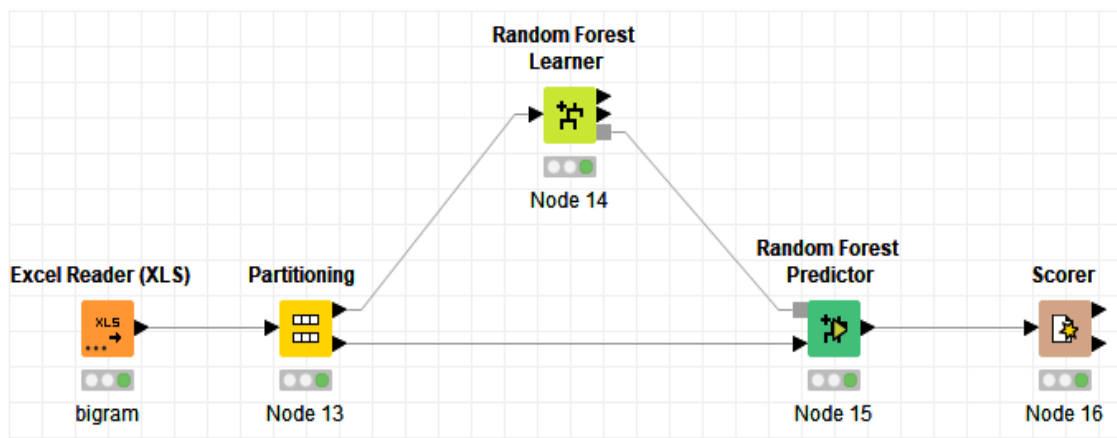 Random Forest
Learner
Node 14
Excel Reader (XLS)
XLS
bigram
Partitioning
Node 13
Random Forest
Predictor
Node 15
Scorer
Node 16